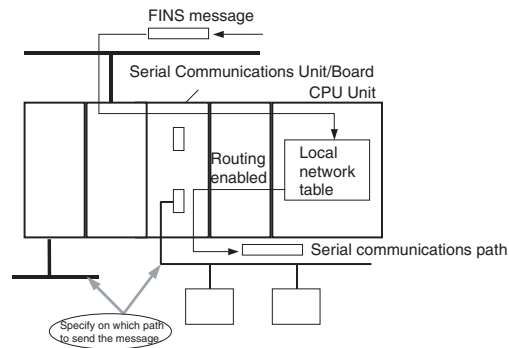 FINS message
Serial Communications Unit/Board
CPU Unit
Routing
enabled
Local
network
table
Serial communications path
Specify on which path
to send the message